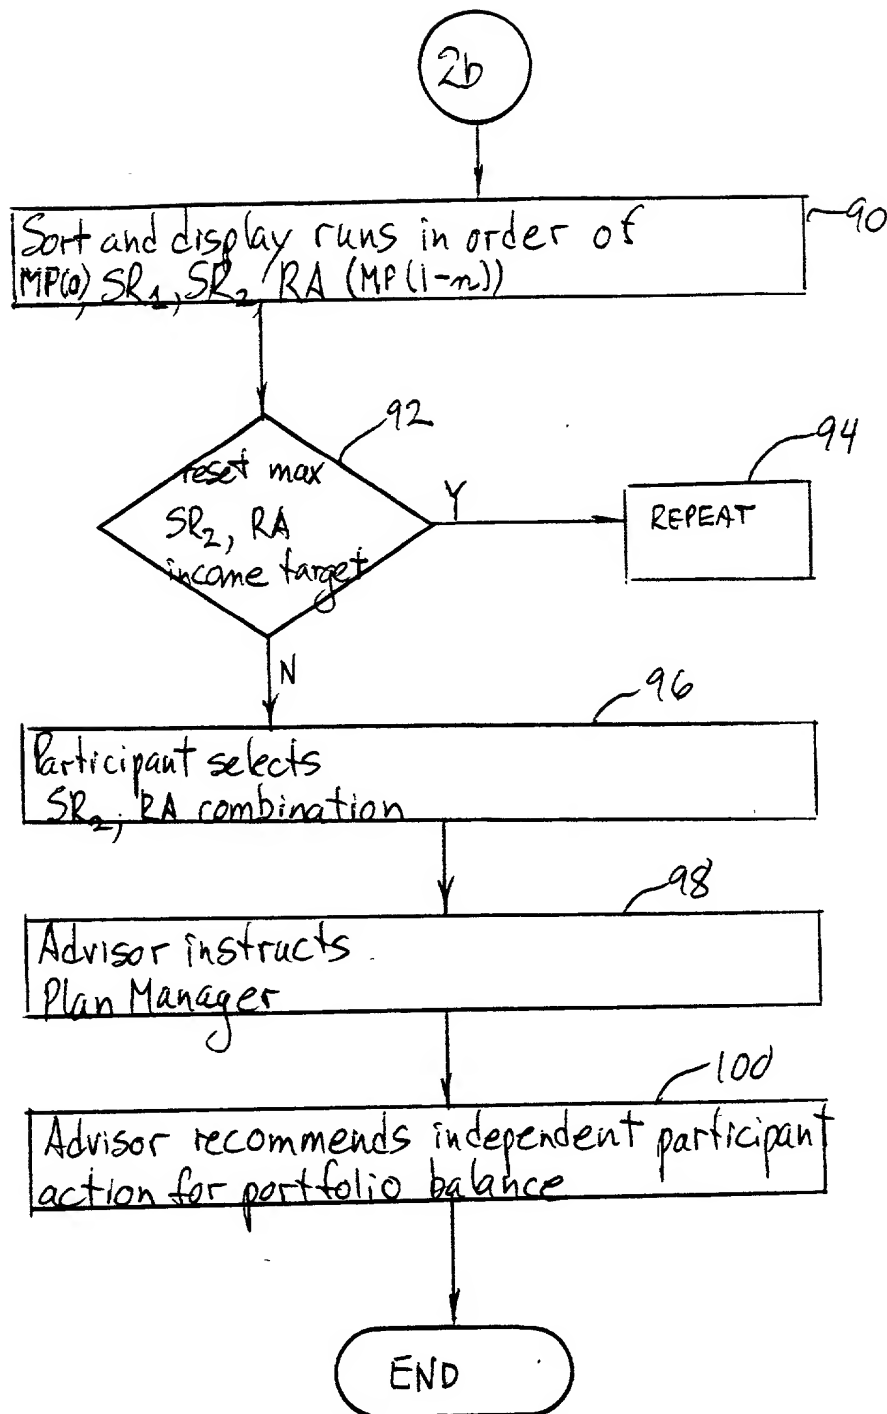 2b
90
Sort and display runs in order of
MP(0), SR1, SR2, RA (MP(1-n))
92
94
reset max
SR2, RA
income target
Y
REPEAT
N
96
Participant selects
SR2, RA combination
98
Advisor instructs
Plan Manager
100
Advisor recommends independent participant
action for portfolio balance
END